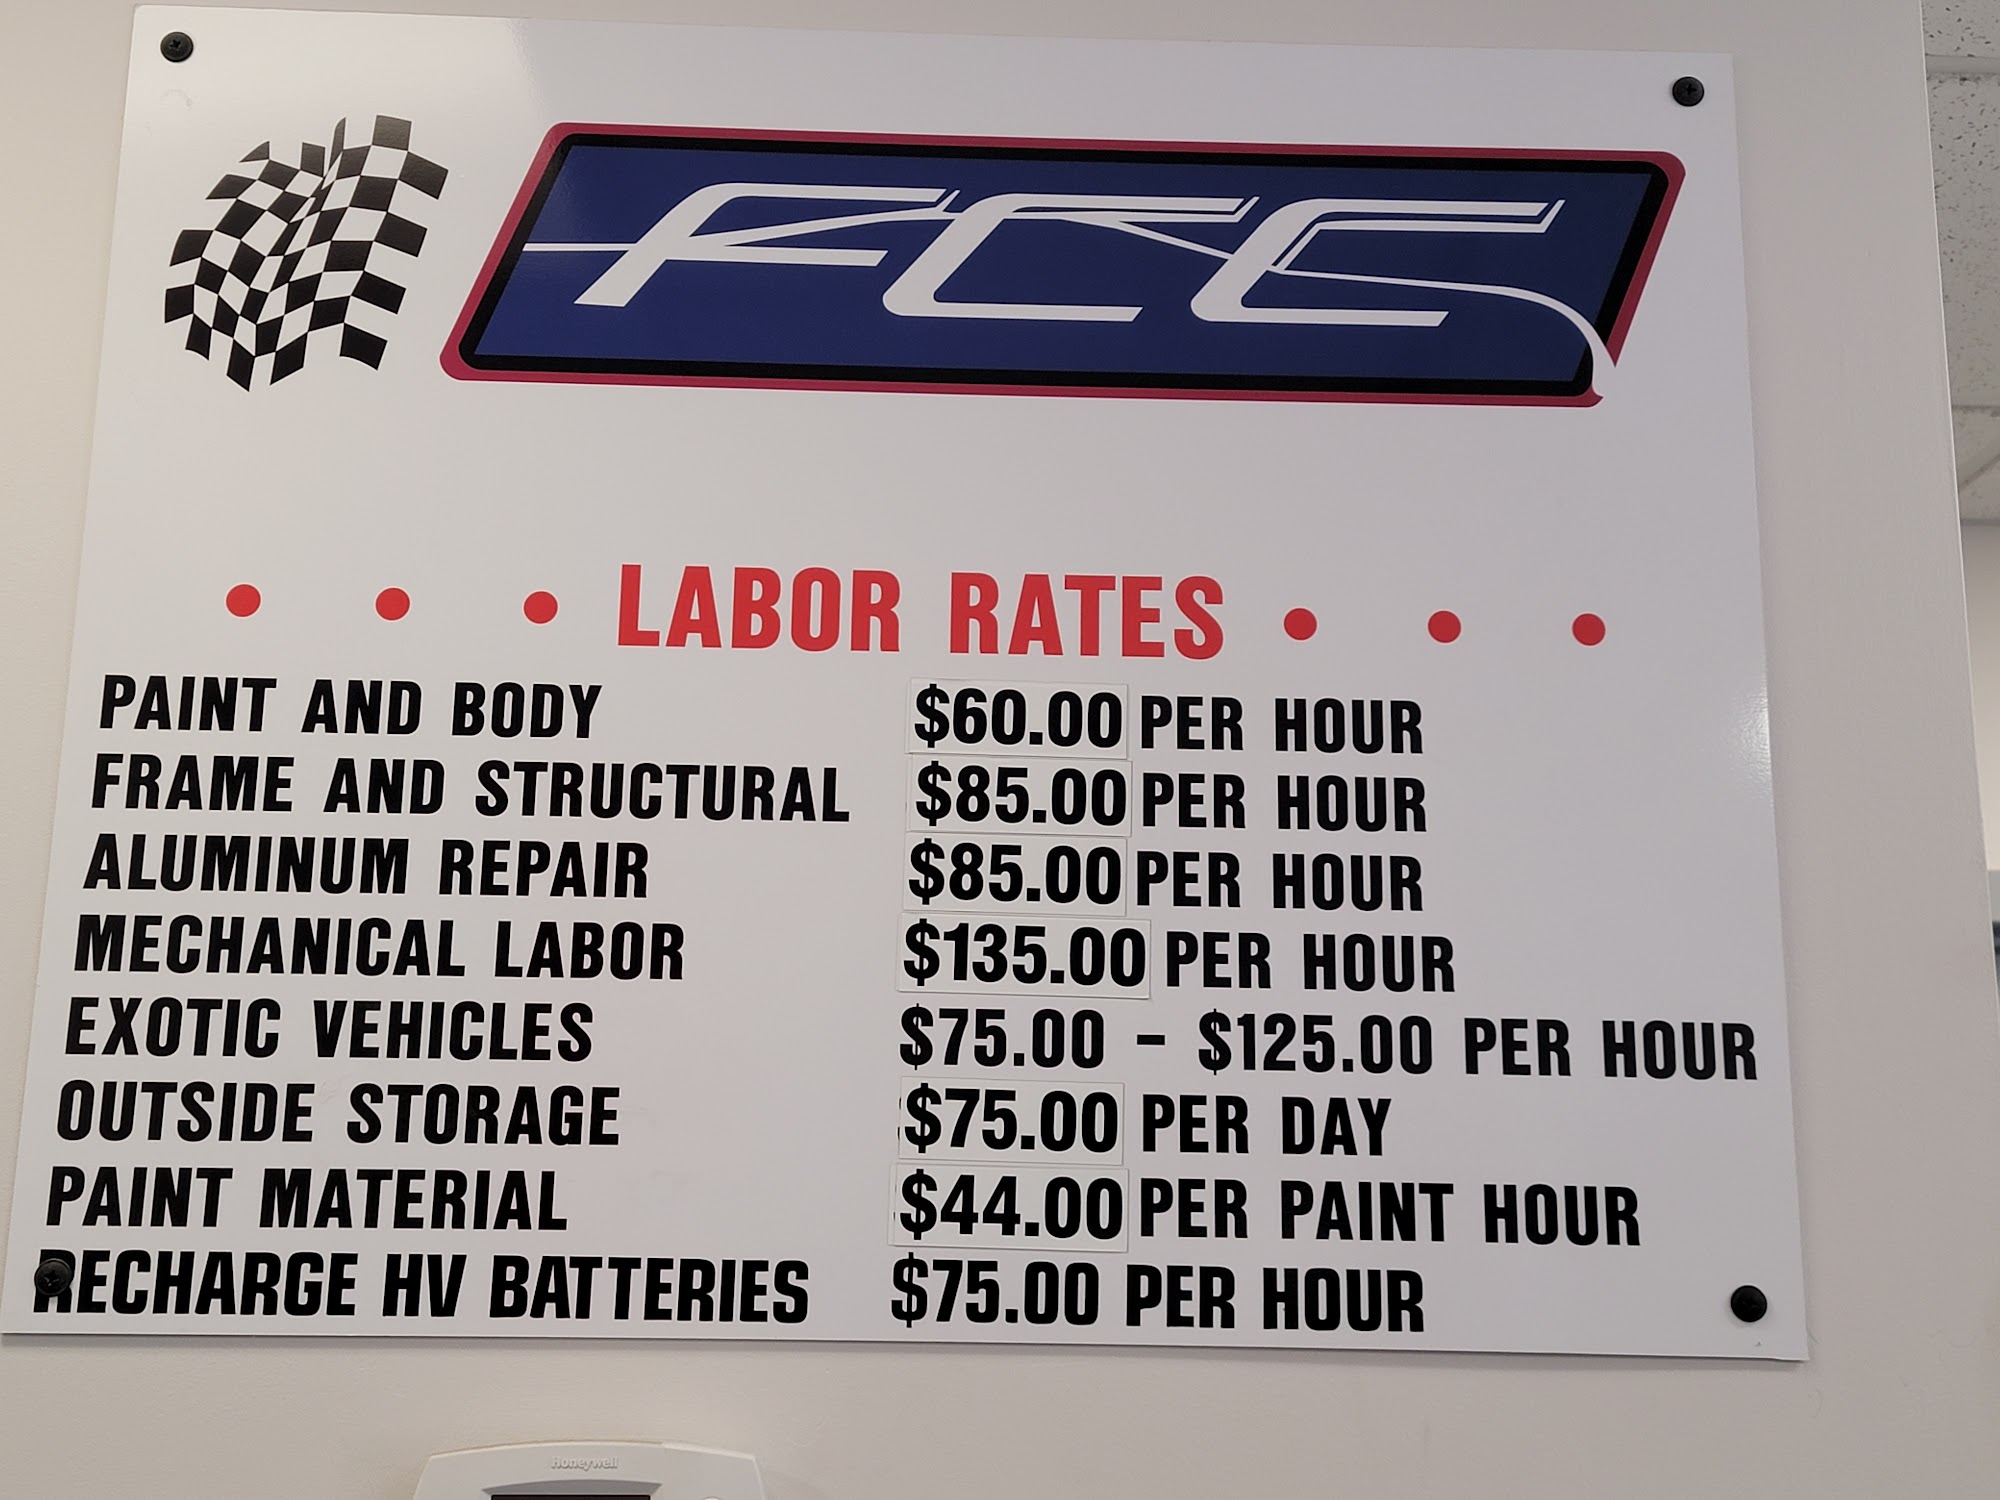 FCC
LABOR RATES
PAINT AND BODY $60.00 PER HOUR
FRAME AND STRUCTURAL $85.00 PER HOUR
ALUMINUM REPAIR $85.00 PER HOUR
MECHANICAL LABOR $135.00 PER HOUR
EXOTIC VEHICLES $75.00 - $125.00 PER HOUR
OUTSIDE STORAGE $75.00 PER DAY
PAINT MATERIAL $44.00 PER PAINT HOUR
RECHARGE HV BATTERIES $75.00 PER HOUR
Honeywell